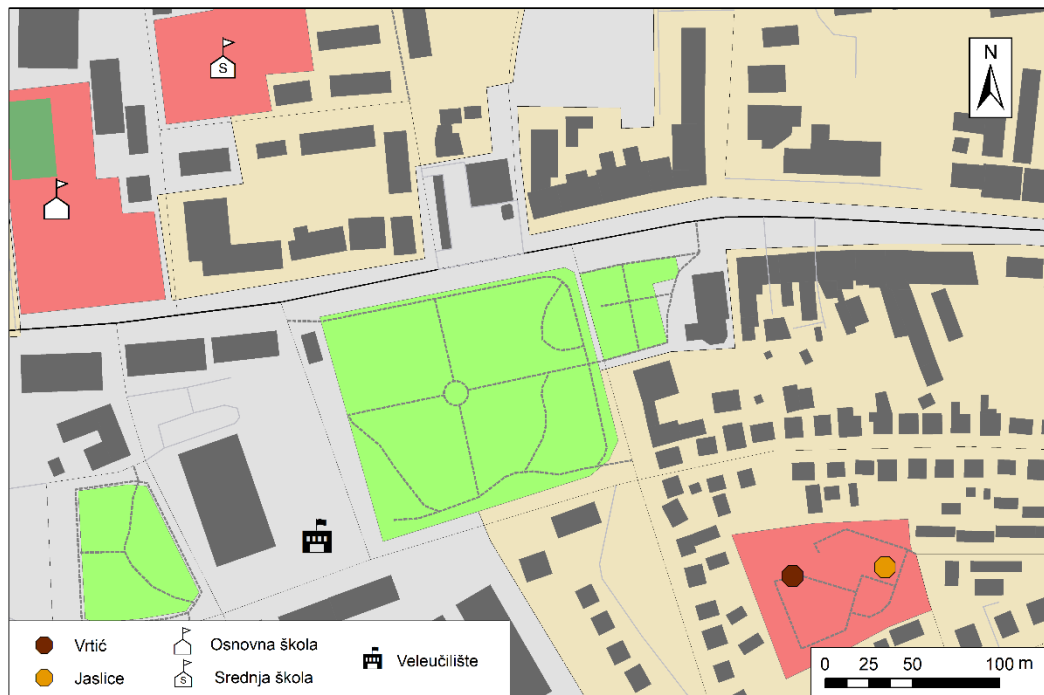 S
N
Vrtić
Osnovna škola
Veleučilište
Jaslice
S
Srednja škola
0 25 50 100 m